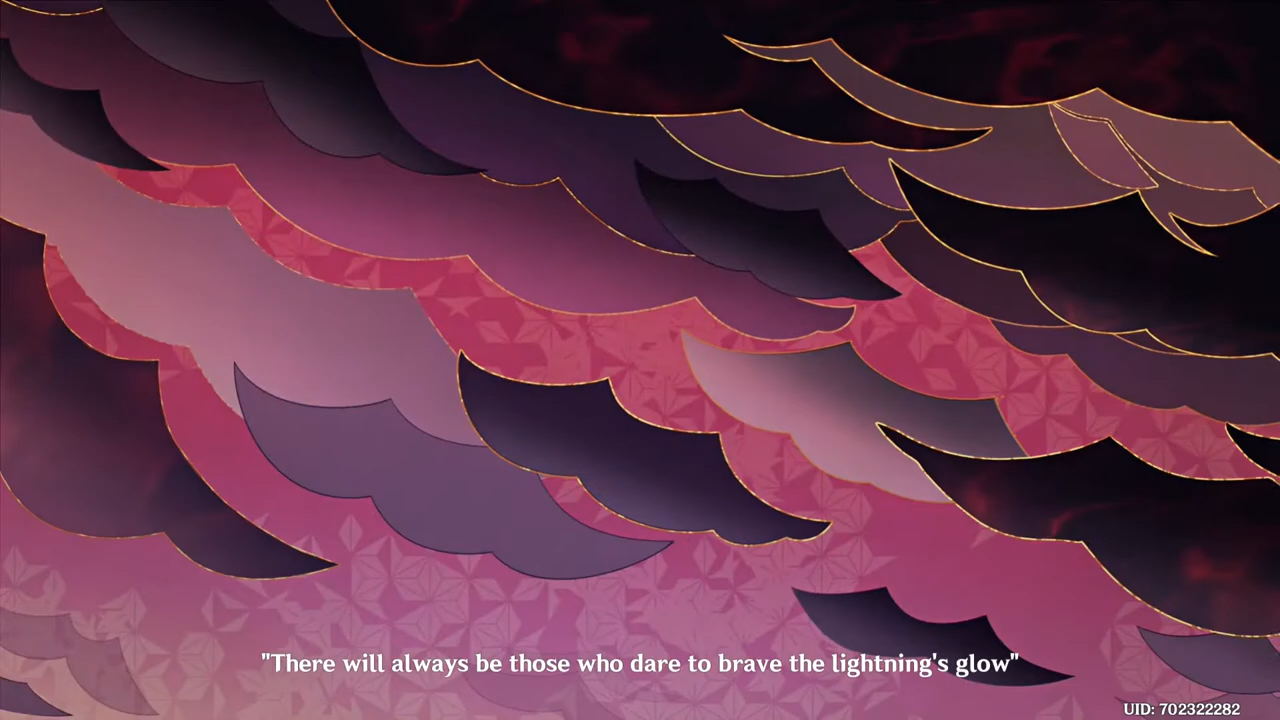 "There will always be those who dare to brave the lightning's glow"
UID: 702322282